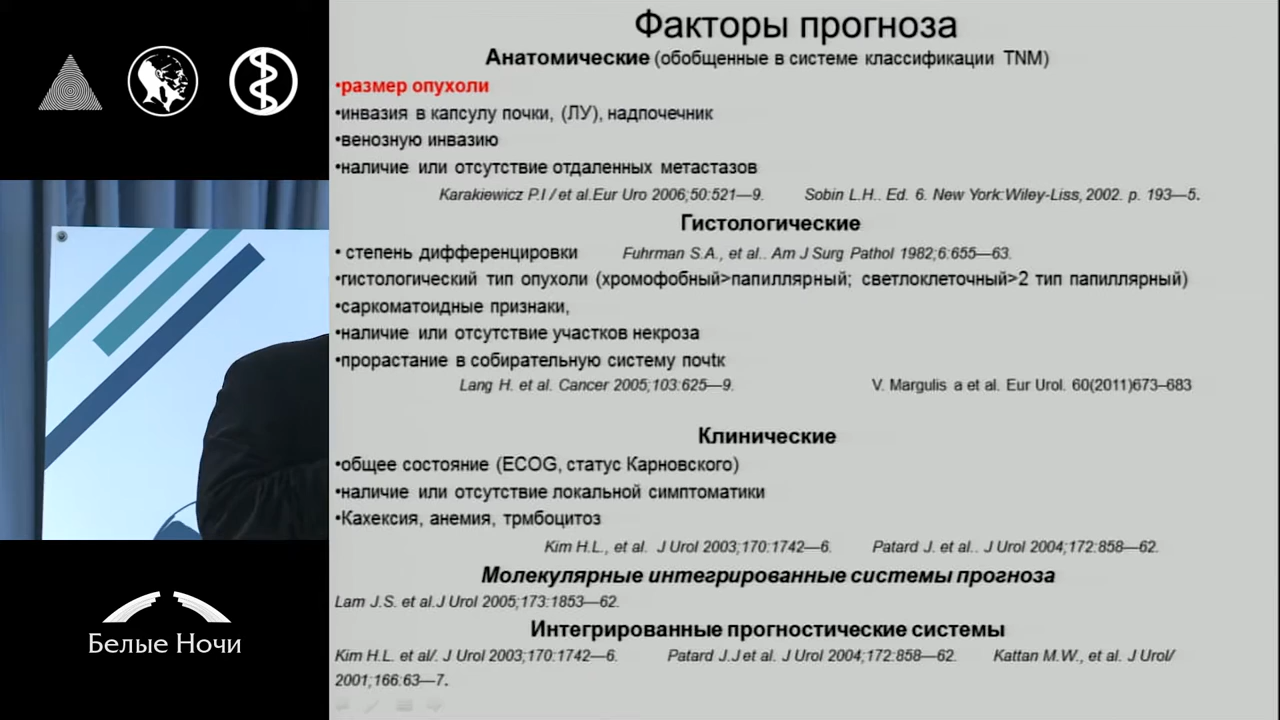 Факторы прогноза
Анатомические (обобщенные в системе классификации TNM)
•размер опухоли
•инвазия в капсулу почки, (ЛУ), надпочечник
•венозную инвазию
•наличие или отсутствие отдаленных метастазов
Karakiewicz P.I / et al.Eur Uro 2006;50:521—9. Sobin L.H.. Ed. 6. New York:Wiley-Liss, 2002. p. 193—5.
Гистологические
• степень дифференцировки Fuhrman S.A., et al.. Am J Surg Pathol 1982;6:655—63.
•гистологический тип опухоли (хромофобный>папиллярный; светлоклеточный>2 тип папиллярный)
•саркоматоидные признаки,
•наличие или отсутствие участков некроза
•прорастание в собирательную систему почtк
Lang H. et al. Cancer 2005;103:625—9. V. Margulis a et al. Eur Urol. 60(2011)673–683
Клинические
•общее состояние (ECOG, статус Карновского)
•наличие или отсутствие локальной симптоматики
•Кахексия, анемия, трмбоцитоз
Kim H.L., et al. J Urol 2003;170:1742—6. Patard J. et al.. J Urol 2004;172:858—62.
Молекулярные интегрированные системы прогноза
Lam J.S. et al.J Urol 2005;173:1853—62.
Интегрированные прогностические системы
Kim H.L. et al/. J Urol 2003;170:1742—6. Patard J.J et al. J Urol 2004;172:858—62. Kattan M.W., et al. J Urol/
2001;166:63—7.
Белые Ночи